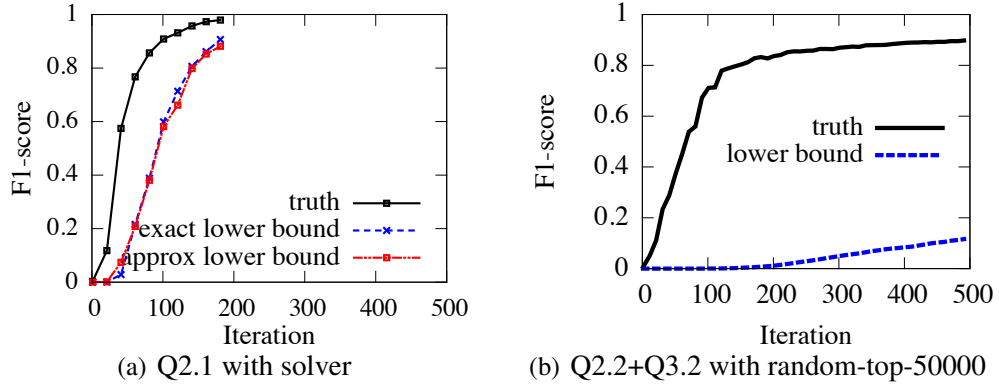 1
0.8
0.6
0.4
0.2
0
F1-score
truth
exact lower bound
approx lower bound
0 100 200 300 400 500
Iteration
(a) Q2.1 with solver
1
0.8
0.6
0.4
0.2
0
F1-score
truth
lower bound
0 100 200 300 400 500
Iteration
(b) Q2.2+Q3.2 with random-top-50000